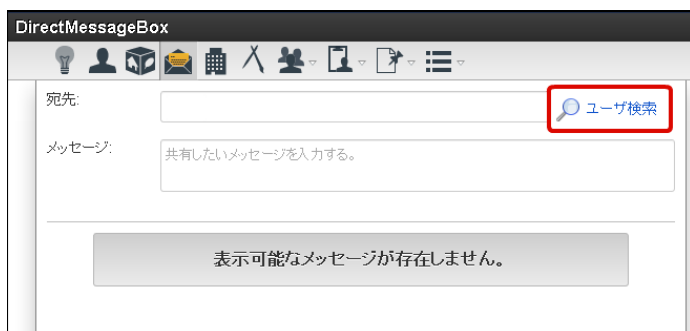 DirectMessageBox
宛先:
ユーザ検索
メッセージ:
共有したいメッセージを入力する。
表示可能なメッセージが存在しません。